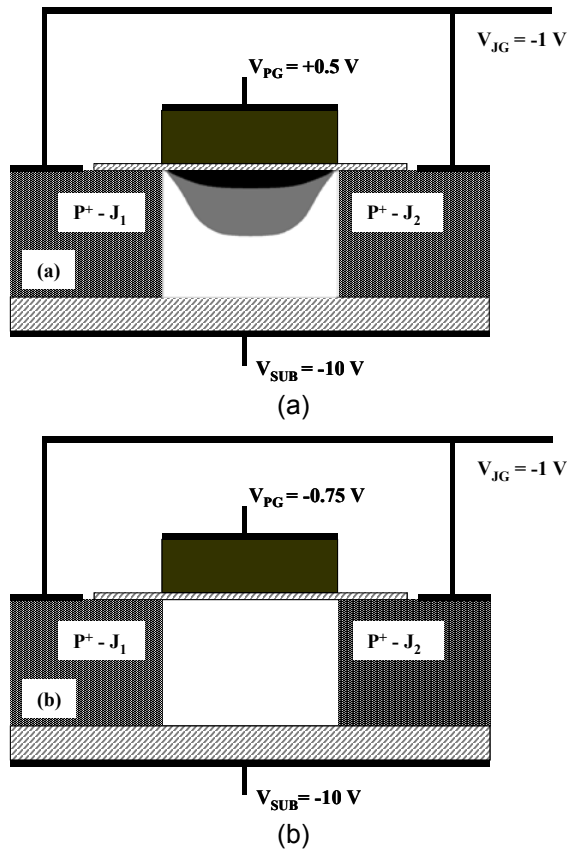 V_JG = -1 V
V_PG = +0.5 V
P⁺ - J₁
P⁺ - J₂
(a)
V_SUB = -10 V
(a)
V_JG = -1 V
V_PG = -0.75 V
P⁺ - J₁
P⁺ - J₂
(b)
V_SUB = -10 V
(b)